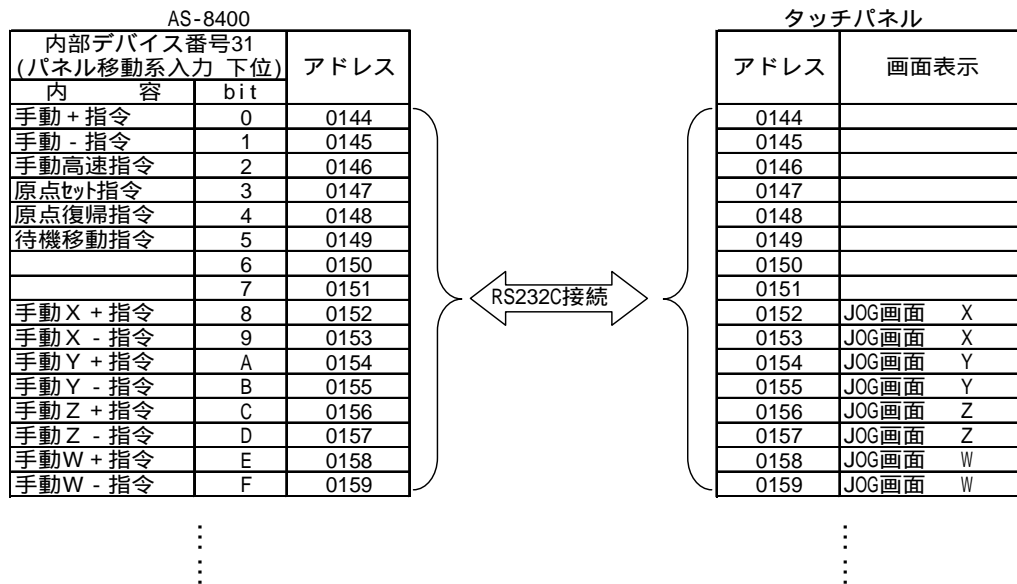 AS-8400
内部デバイス番号31
(パネル移動系入力 下位)
アドレス
内 容 bit
手動+指令 0 0144
手動-指令 1 0145
手動高速指令 2 0146
原点ｾｯﾄ指令 3 0147
原点復帰指令 4 0148
待機移動指令 5 0149
6 0150
7 0151
手動X+指令 8 0152
手動X-指令 9 0153
手動Y+指令 A 0154
手動Y-指令 B 0155
手動Z+指令 C 0156
手動Z-指令 D 0157
手動W+指令 E 0158
手動W-指令 F 0159
RS232C接続
タッチパネル
アドレス 画面表示
0144
0145
0146
0147
0148
0149
0150
0151
0152 JOG画面 X
0153 JOG画面 X
0154 JOG画面 Y
0155 JOG画面 Y
0156 JOG画面 Z
0157 JOG画面 Z
0158 JOG画面 W
0159 JOG画面 W